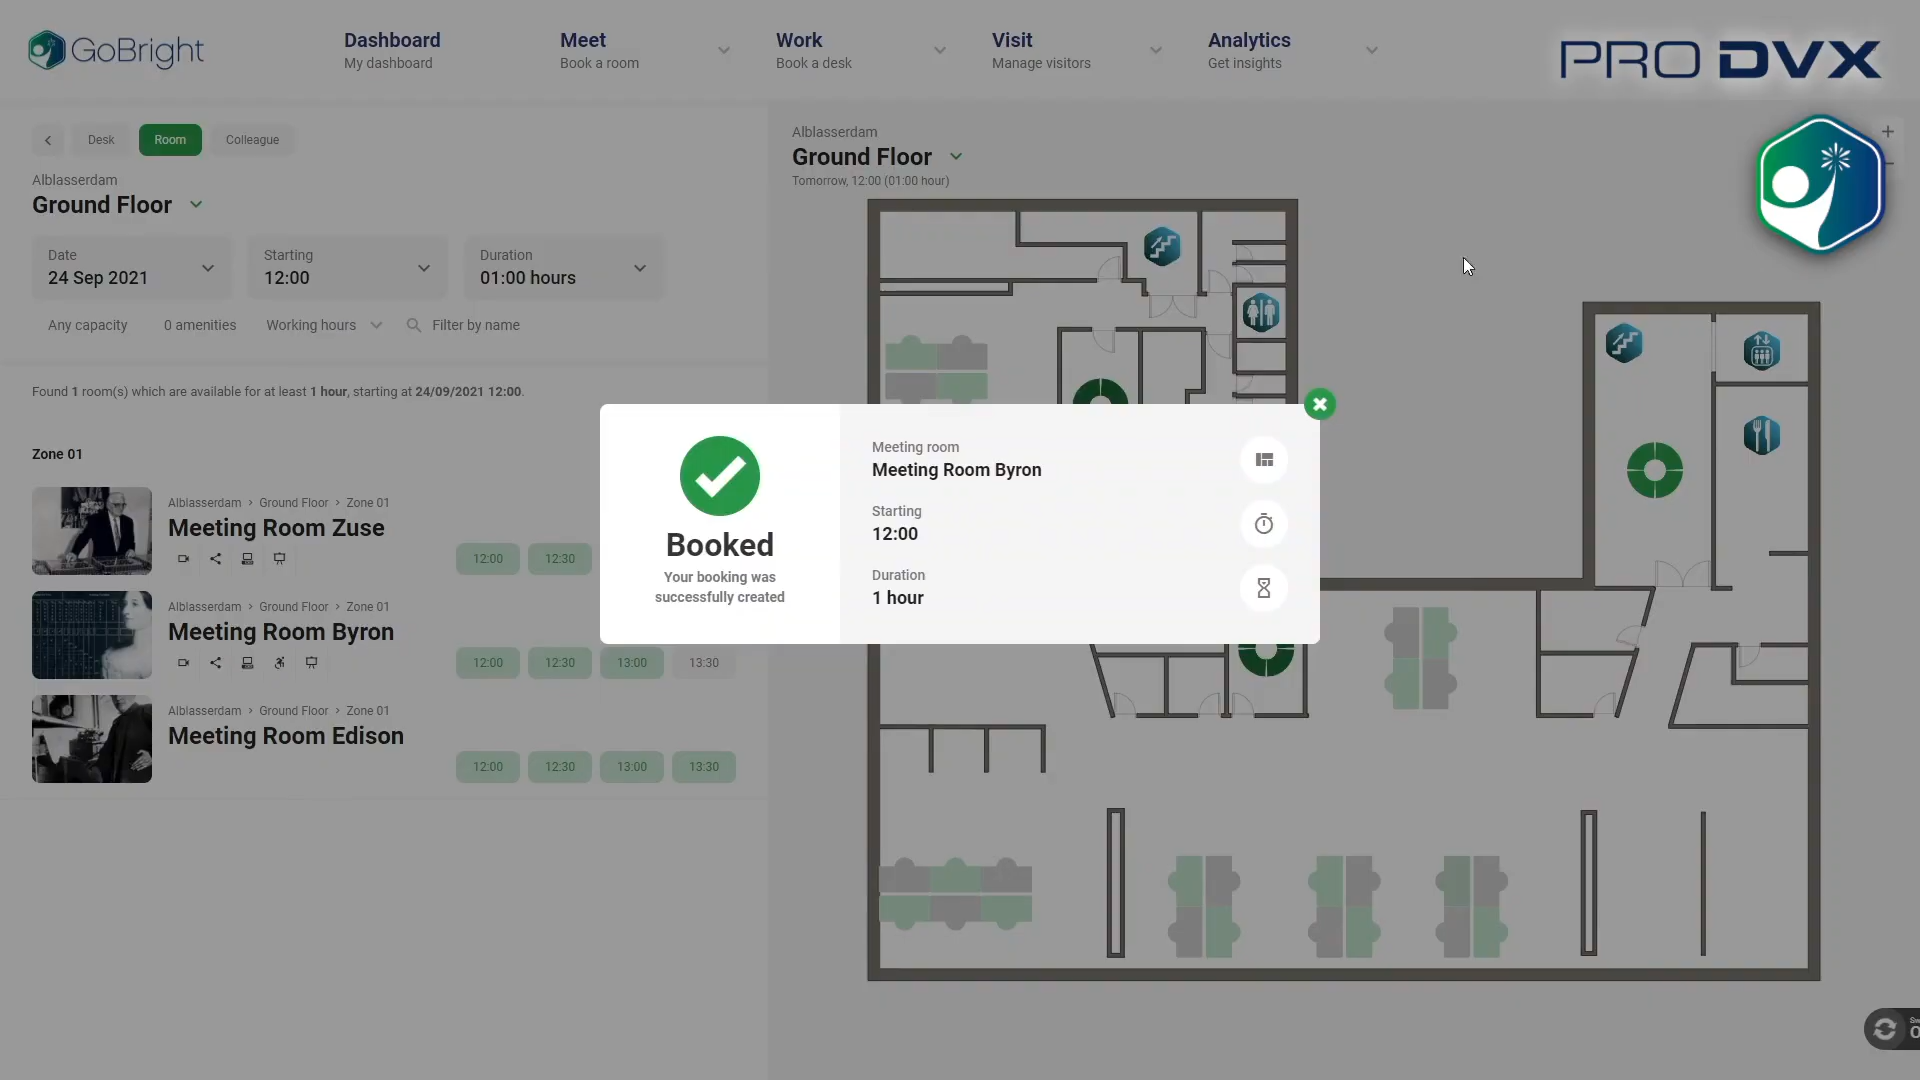 GoBright
Dashboard
My dashboard
Meet
Book a room
Work
Book a desk
Visit
Manage visitors
Analytics
Get insights
PRO DVX
Desk
Room
Colleague
Alblasserdam
Ground Floor
Date
24 Sep 2021
Starting
12:00
Duration
01:00 hours
Any capacity
0 amenities
Working hours
Filter by name
Found 1 room(s) which are available for at least 1 hour, starting at 24/09/2021 12:00.
Zone 01
Alblasserdam > Ground Floor > Zone 01
Meeting Room Zuse
12:00
12:30
Alblasserdam > Ground Floor > Zone 01
Meeting Room Byron
12:00
12:30
13:00
13:30
Alblasserdam > Ground Floor > Zone 01
Meeting Room Edison
12:00
12:30
13:00
13:30
Alblasserdam
Ground Floor
Tomorrow, 12:00 (01:00 hour)
Booked
Your booking was
successfully created
Meeting room
Meeting Room Byron
Starting
12:00
Duration
1 hour